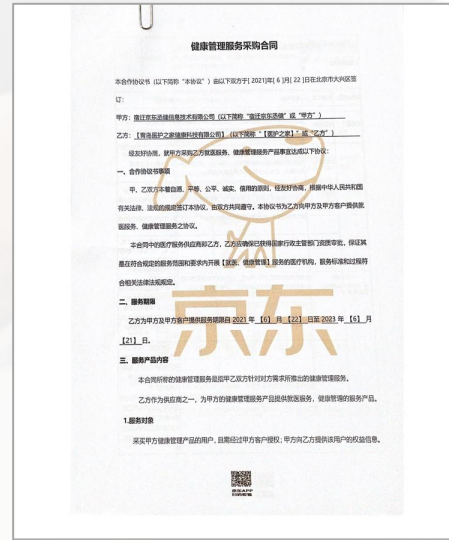 健康管理服务采购合同
本合作协议书（以下简称“本协议”）由以下双方于[ 2021]年[ 6 ]月[ 22 ]日在北京市大兴区签
订：
甲方：宿迁京东丞健信息技术有限公司（以下简称“宿迁京东丞健”或“甲方”）
乙方：【青岛医护之家健康科技有限公司】（以下简称“【医护之家】”或“乙方”）
经友好协商，就甲方采购乙方就医服务、健康管理服务产品事宜达成以下协议：
一、合作协议书事项
甲、乙双方本着自愿、平等、公平、诚实、信用的原则，经友好协商，根据中华人民共和国
有关法律、法规的规定签订本协议，由双方共同遵守。本协议书为乙方向甲方及甲方客户提供就
医服务、健康管理服务之协议。
本合同中的医疗服务供应商即乙方，乙方应确保已获得国家行政主管部门资质审批，保证其
是在符合规定的服务范围和要求内开展【就医、健康管理】服务的医疗机构，服务标准和过程符
合相关法律法规规定。
二、服务期限
乙方为甲方及甲方客户提供服务期限自 2021 年 【6】 月 【22】 日至 2023 年 【6】 月
【21】 日。
京东
三、服务产品内容
本合同所称的健康管理服务是指甲乙双方针对对方需求所推出的健康管理服务。
乙方作为供应商之一，为甲方的健康管理服务产品提供就医服务，健康管理的服务产品。
1.服务对象
采买甲方健康管理产品的用户，且需经过甲方客户授权；甲方向乙方提供该用户的权益信息。